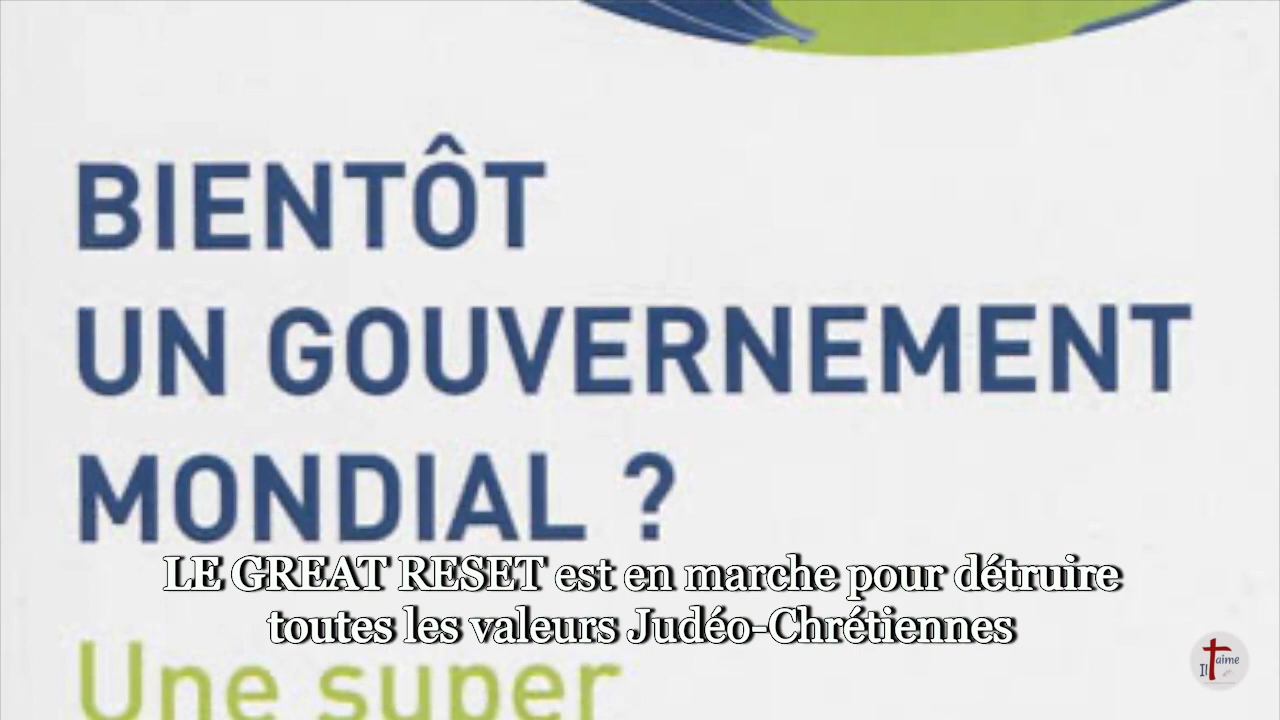 BIENTÔT
UN GOUVERNEMENT
MONDIAL ?
LE GREAT RESET est en marche pour détruire
toutes les valeurs Judéo-Chrétiennes
Une super
Il t aime